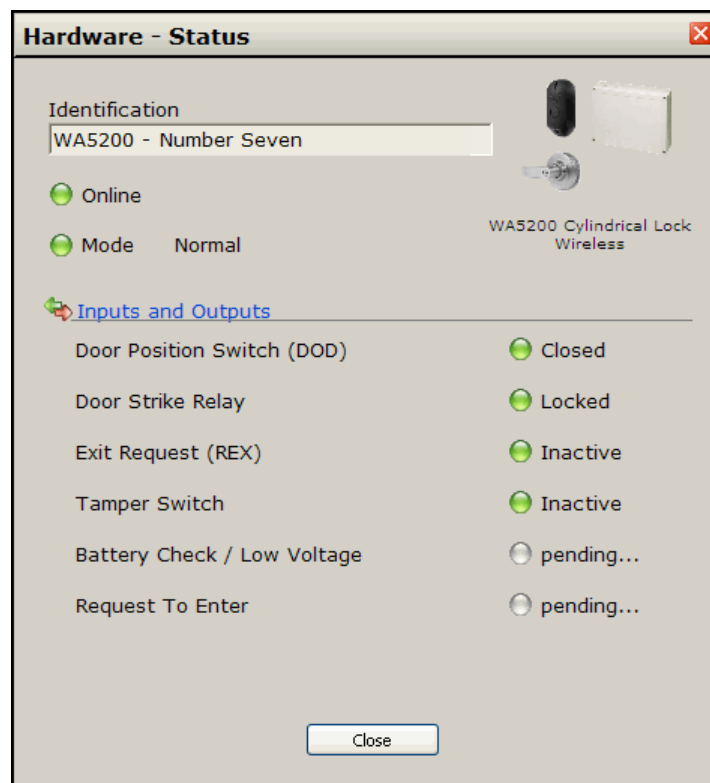 Hardware - Status
Identification
WA5200 - Number Seven
Online
Mode Normal
WA5200 Cylindrical Lock
Wireless
Inputs and Outputs
Door Position Switch (DOD) Closed
Door Strike Relay Locked
Exit Request (REX) Inactive
Tamper Switch Inactive
Battery Check / Low Voltage pending...
Request To Enter pending...
Close